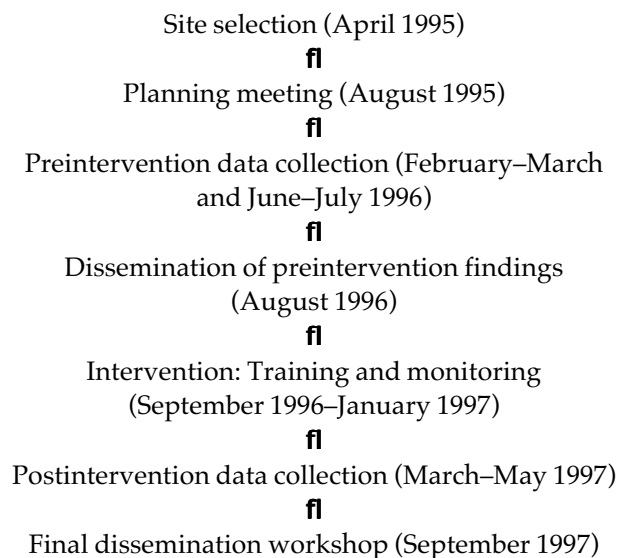 Site selection (April 1995)
fl
Planning meeting (August 1995)
fl
Preintervention data collection (February–March
and June–July 1996)
fl
Dissemination of preintervention findings
(August 1996)
fl
Intervention: Training and monitoring
(September 1996–January 1997)
fl
Postintervention data collection (March–May 1997)
fl
Final dissemination workshop (September 1997)